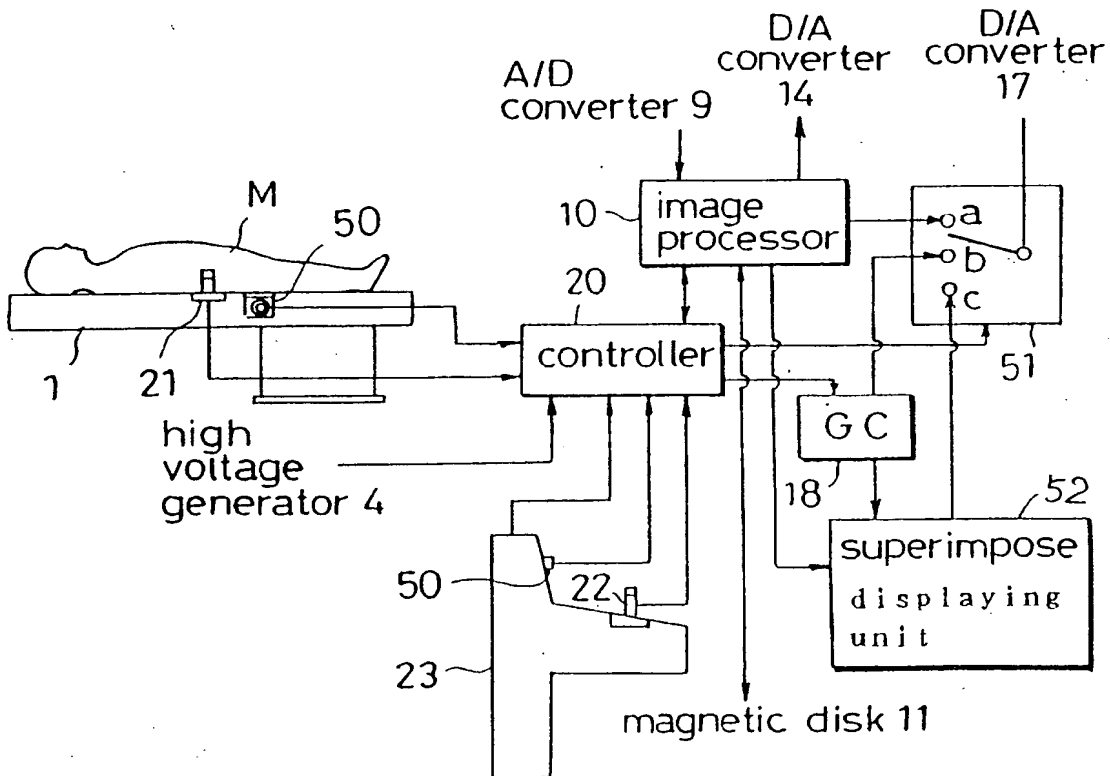 D/A
converter
14
D/A
converter
17
A/D
converter 9
M
50
10
image
processor
a
b
c
20
controller
51
1
21
G C
18
high
voltage
generator 4
52
superimpose
displaying
unit
50
22
23
magnetic disk 11